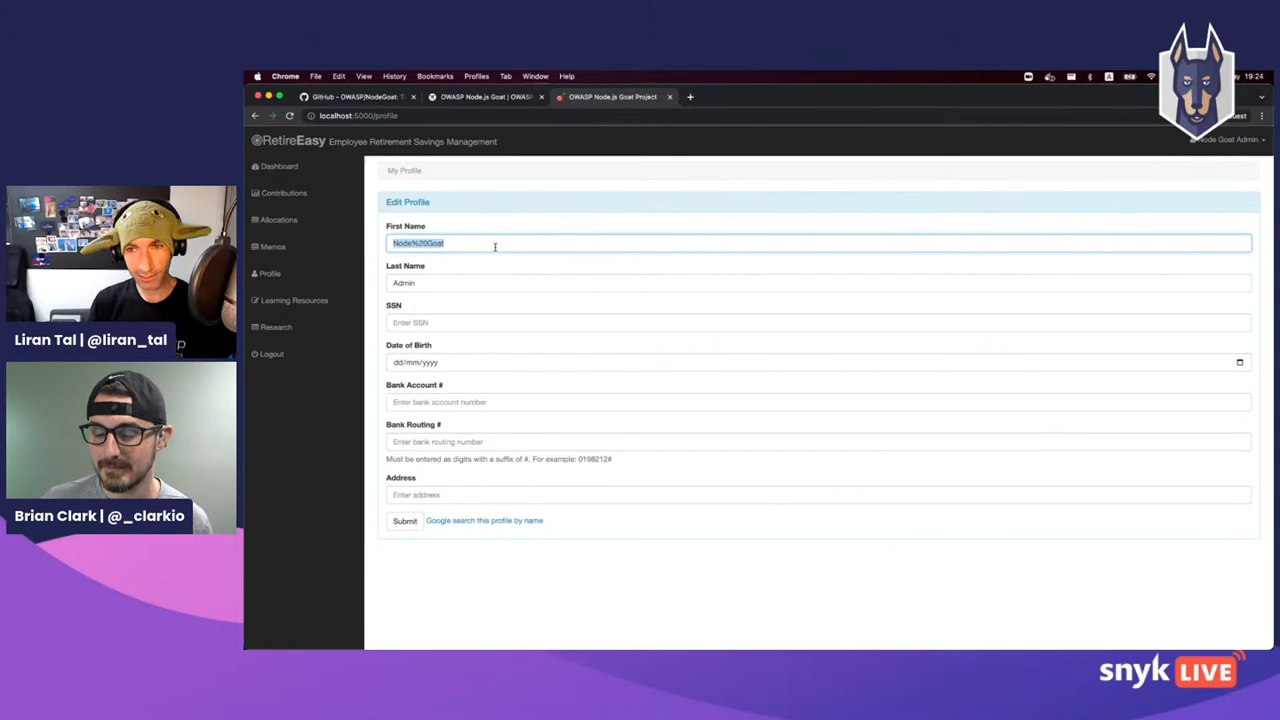 Chrome File Edit View History Bookmarks Profiles Tab Window Help
19:24
GitHub - OWASP/NodeGoat: T
OWASP Node.js Goat | OWASP
OWASP Node.js Goat Project
localhost:5000/profile
RetireEasy Employee Retirement Savings Management
Node Goat Admin
Dashboard
Contributions
Allocations
Memos
Profile
Learning Resources
Research
Logout
My Profile
Edit Profile
First Name
Node%20Goat
Last Name
Admin
SSN
Enter SSN
Date of Birth
dd/mm/yyyy
Bank Account #
Enter bank account number
Bank Routing #
Enter bank routing number
Must be entered as digits with a suffix of #. For example: 0198212#
Address
Enter address
Submit Google search this profile by name
Liran Tal | @liran_tal
Brian Clark | @_clarkio
snyk LIVE